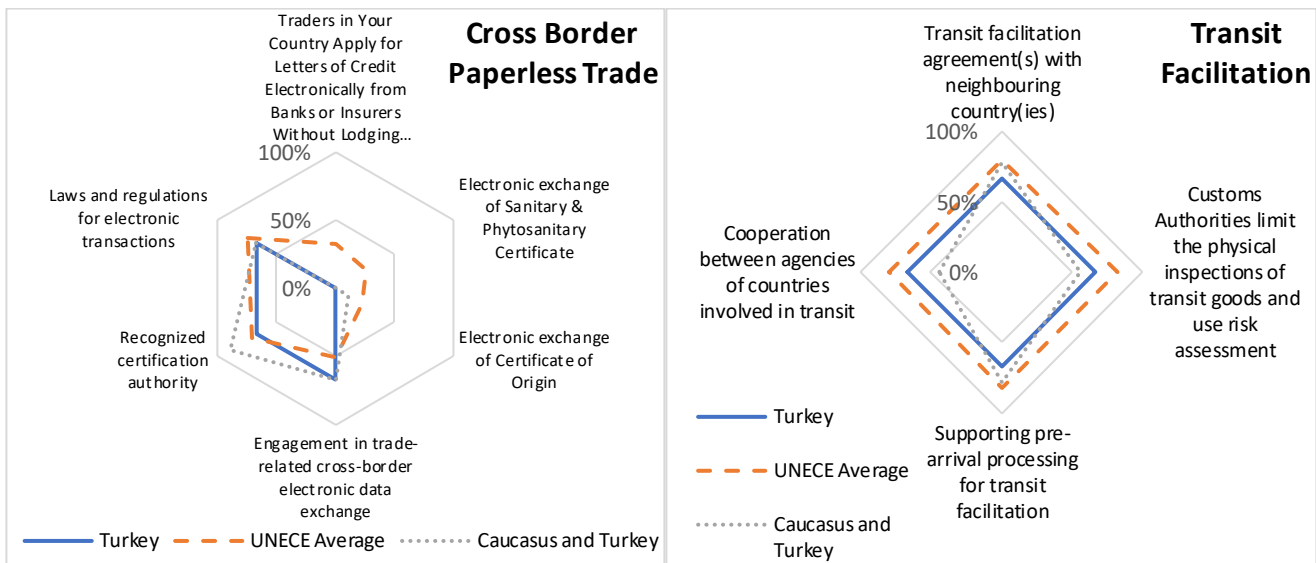 Cross Border
Paperless Trade
Traders in Your
Country Apply for
Letters of Credit
Electronically from
Banks or Insurers
Without Lodging…
100%
50%
0%
Electronic exchange
of Sanitary &
Phytosanitary
Certificate
Electronic exchange
of Certificate of
Origin
Engagement in trade-
related cross-border
electronic data
exchange
Recognized
certification
authority
Laws and regulations
for electronic
transactions
Turkey
UNECE Average
Caucasus and Turkey
Transit
Facilitation
Transit facilitation
agreement(s) with
neighbouring
country(ies)
100%
50%
0%
Customs
Authorities limit
the physical
inspections of
transit goods and
use risk
assessment
Supporting pre-
arrival processing
for transit
facilitation
Cooperation
between agencies
of countries
involved in transit
Turkey
UNECE Average
Caucasus and
Turkey